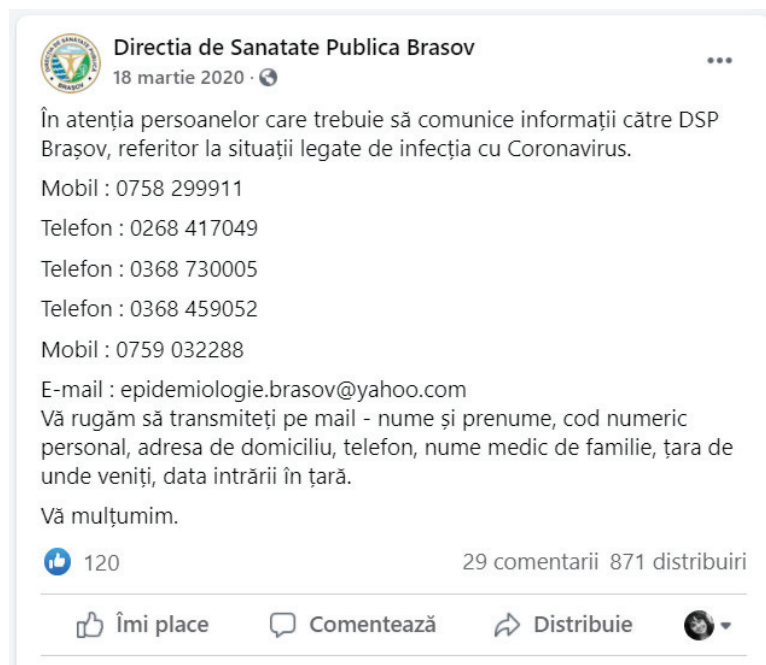 Directia de Sanatate Publica Brasov
18 martie 2020 ·
În atenția persoanelor care trebuie să comunice informații către DSP
Brașov, referitor la situații legate de infecția cu Coronavirus.
Mobil : 0758 299911
Telefon : 0268 417049
Telefon : 0368 730005
Telefon : 0368 459052
Mobil : 0759 032288
E-mail : epidemiologie.brasov@yahoo.com
Vă rugăm să transmiteți pe mail - nume și prenume, cod numeric
personal, adresa de domiciliu, telefon, nume medic de familie, țara de
unde veniți, data intrării în țară.
Vă mulțumim.
120 29 comentarii 871 distribuiri
Îmi place Comentează Distribuie